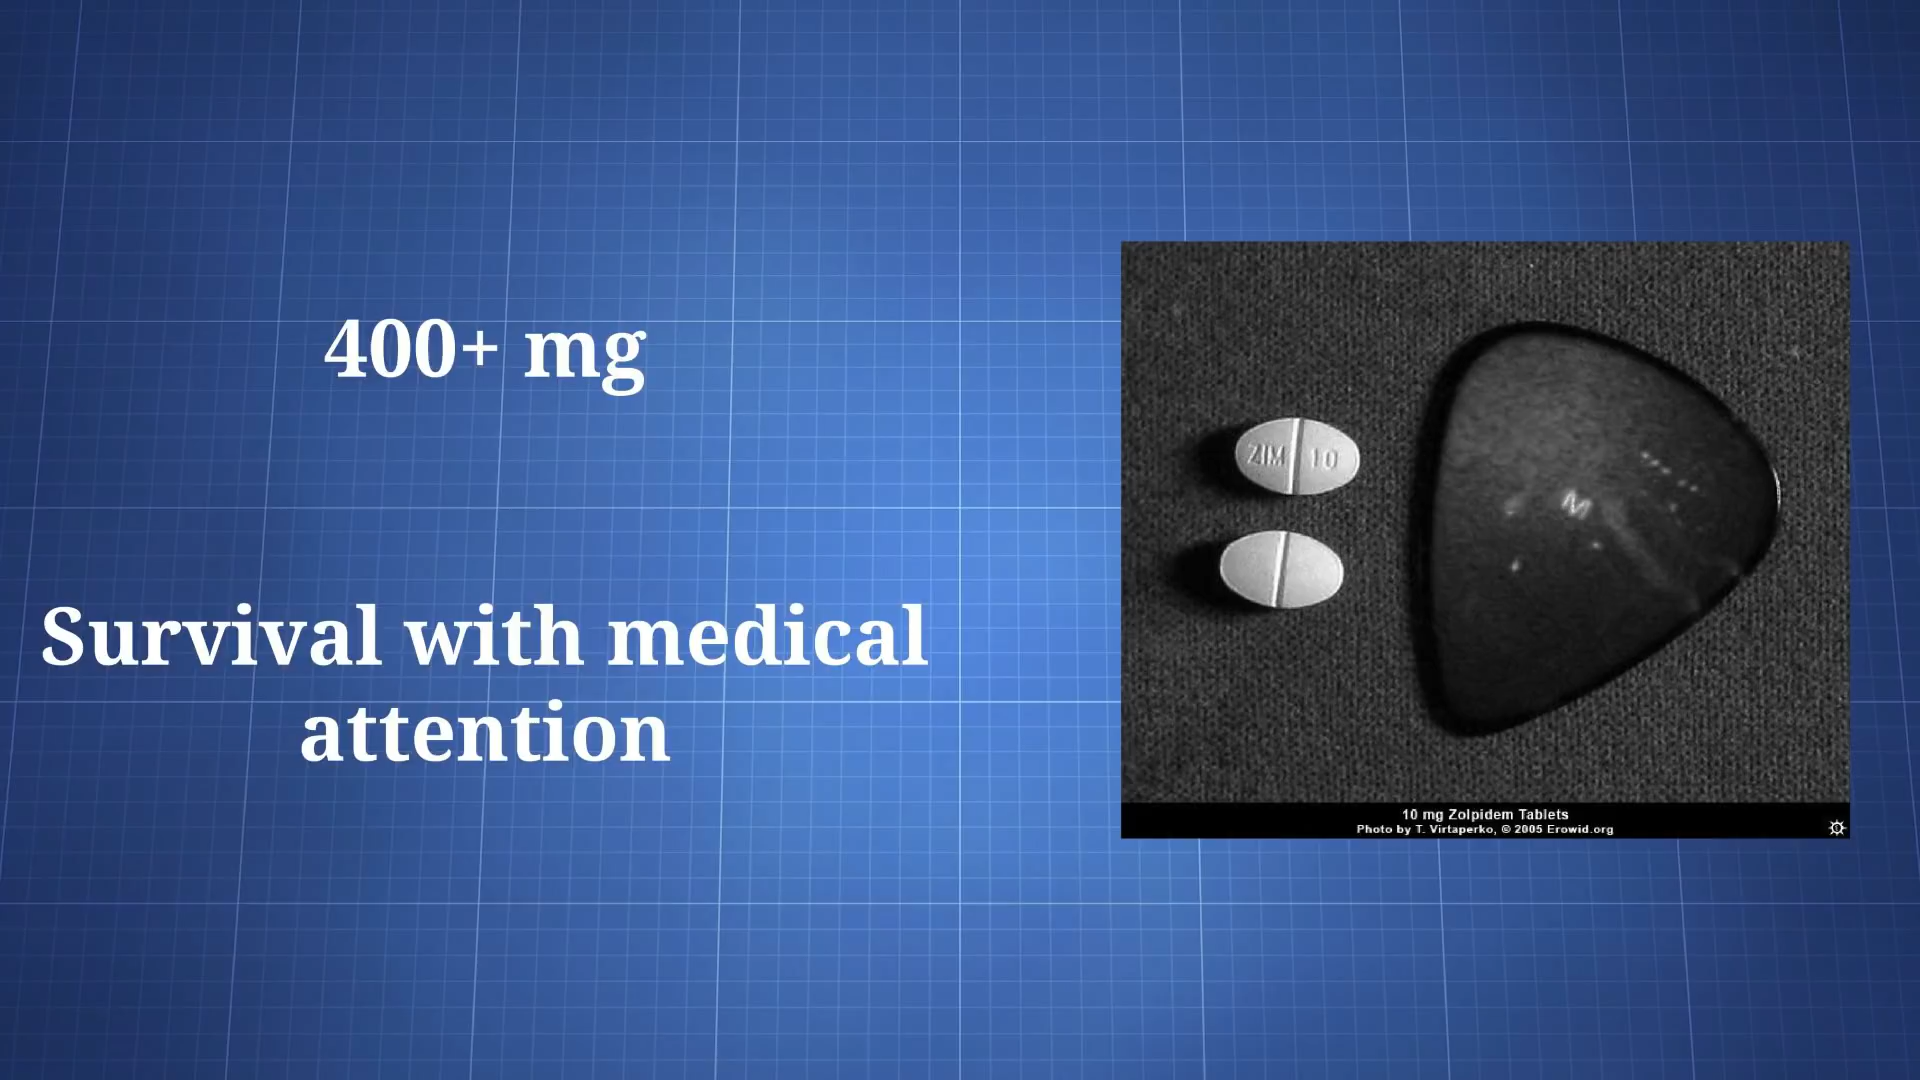 400+ mg
Survival with medical
attention
ZIM 10
M
10 mg Zolpidem Tablets
Photo by T. Virtaperko, © 2005 Erowid.org